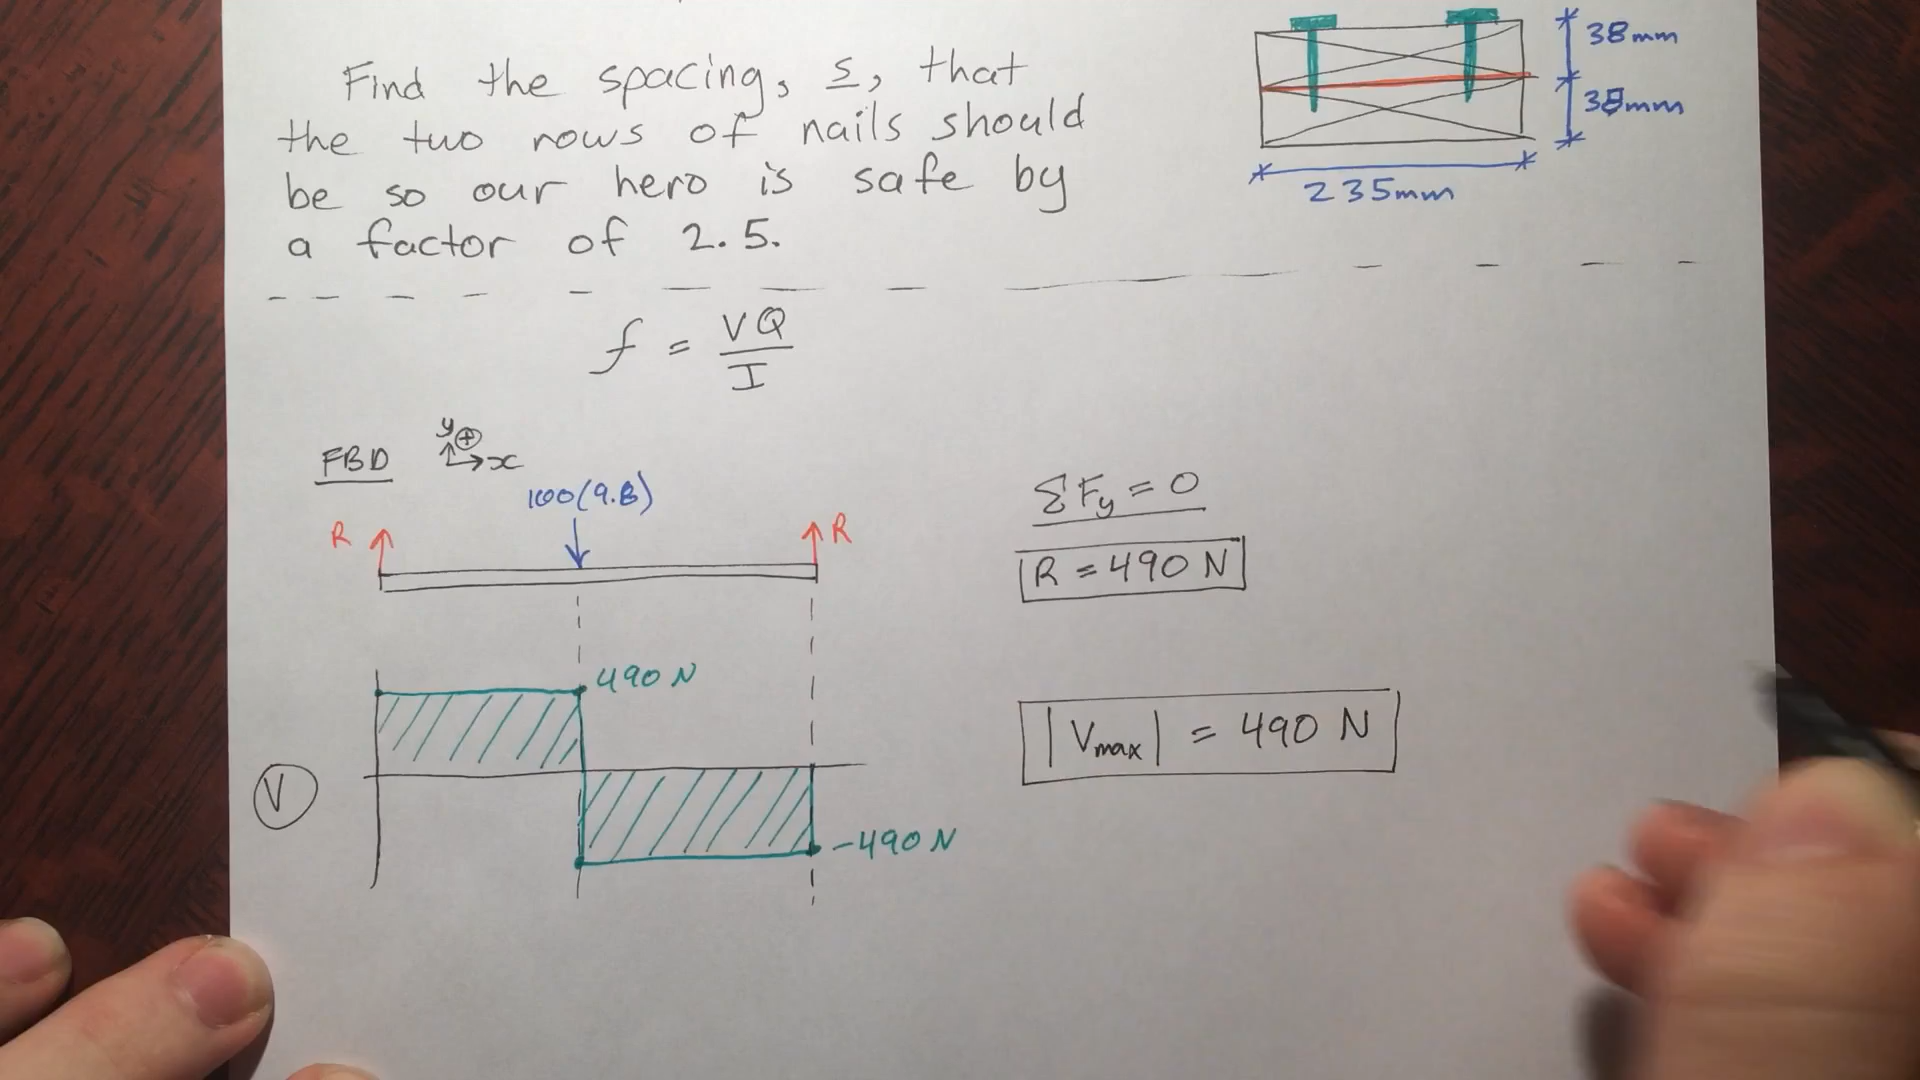 Find the spacing, s, that
the two rows of nails should
be so our hero is safe by
a factor of 2.5.
38mm
38mm
235mm
f = VQ/I
FBD
y
+
x
100(9.8)
R
R
ΣFy = 0
R = 490 N
490 N
|Vmax| = 490 N
V
-490 N